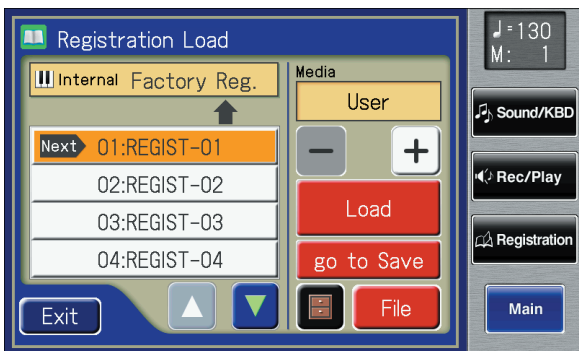 Registration Load
Internal Factory Reg.
Next 01:REGIST-01
02:REGIST-02
03:REGIST-03
04:REGIST-04
Exit
Media
User
− +
Load
go to Save
File
♩=130
M: 1
Sound/KBD
Rec/Play
Registration
Main